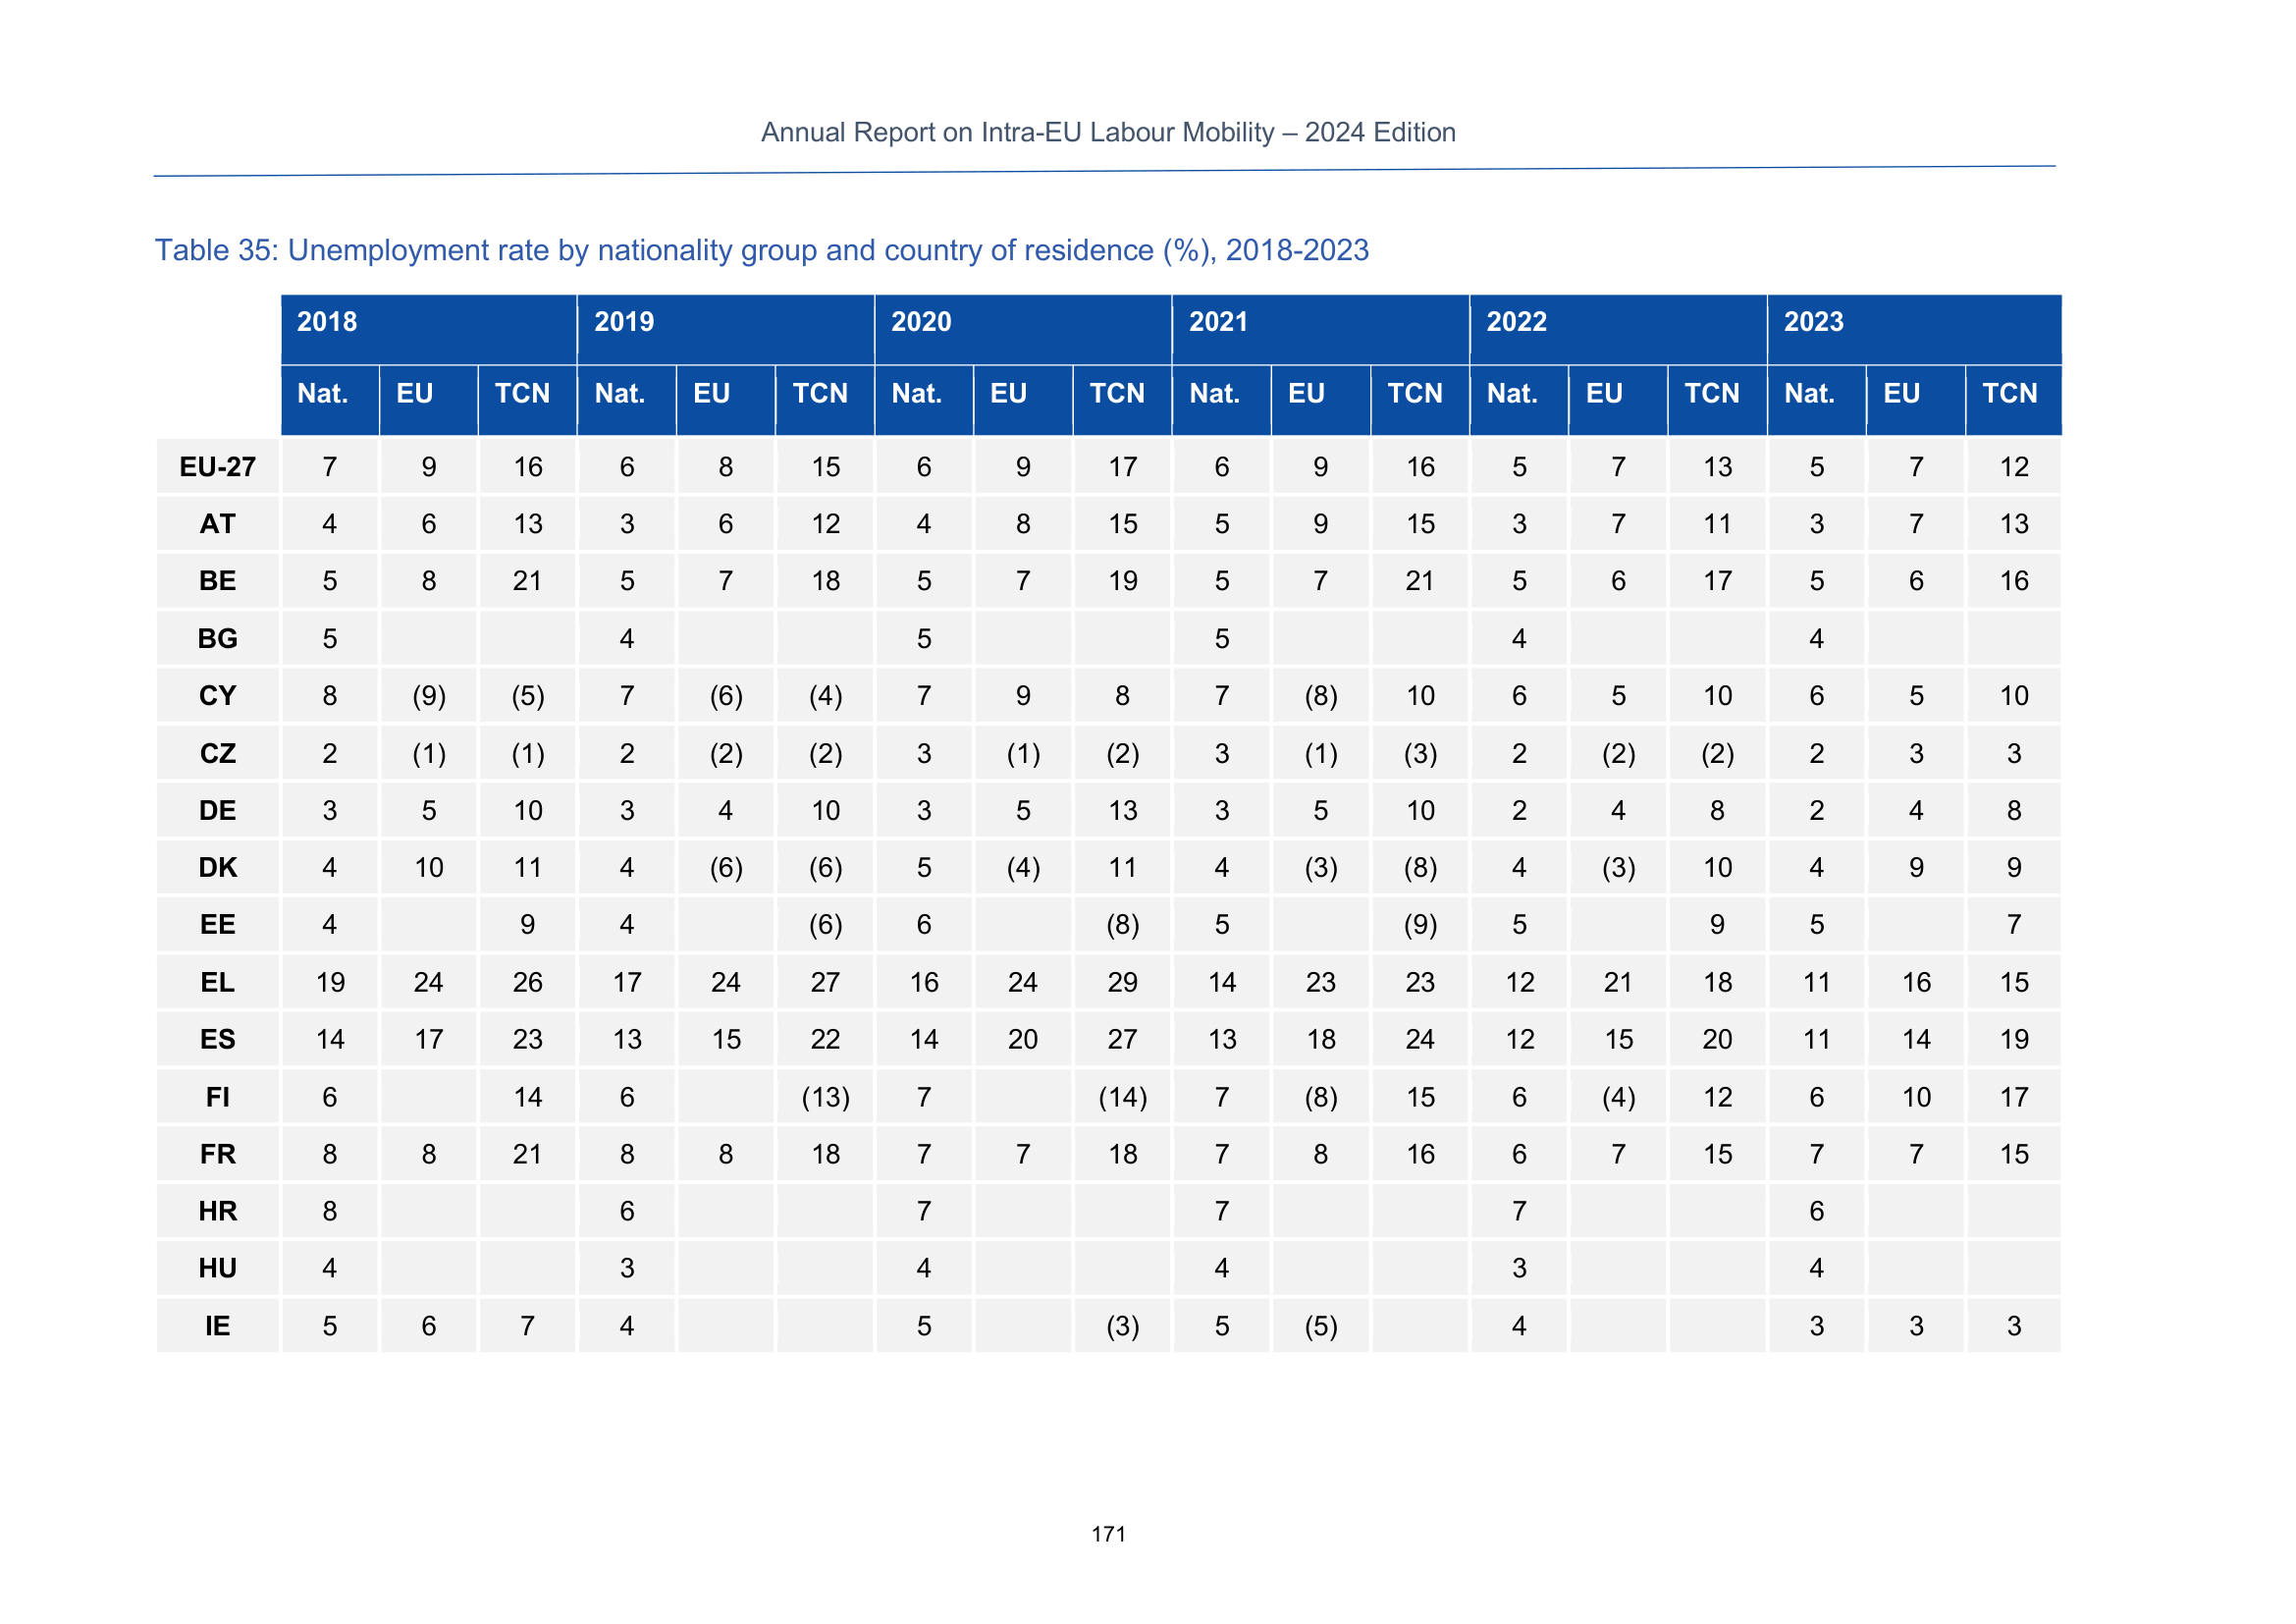 Annual Report on Intra-EU Labour Mobility – 2024 Edition
Table 35: Unemployment rate by nationality group and country of residence (%), 2018-2023
2018 2019 2020 2021 2022 2023
Nat. EU TCN Nat. EU TCN Nat. EU TCN Nat. EU TCN Nat. EU TCN Nat. EU TCN
EU-27 7 9 16 6 8 15 6 9 17 6 9 16 5 7 13 5 7 12
AT 4 6 13 3 6 12 4 8 15 5 9 15 3 7 11 3 7 13
BE 5 8 21 5 7 18 5 7 19 5 7 21 5 6 17 5 6 16
BG 5 4 5 5 4 4
CY 8 (9) (5) 7 (6) (4) 7 9 8 7 (8) 10 6 5 10 6 5 10
CZ 2 (1) (1) 2 (2) (2) 3 (1) (2) 3 (1) (3) 2 (2) (2) 2 3 3
DE 3 5 10 3 4 10 3 5 13 3 5 10 2 4 8 2 4 8
DK 4 10 11 4 (6) (6) 5 (4) 11 4 (3) (8) 4 (3) 10 4 9 9
EE 4 9 4 (6) 6 (8) 5 (9) 5 9 5 7
EL 19 24 26 17 24 27 16 24 29 14 23 23 12 21 18 11 16 15
ES 14 17 23 13 15 22 14 20 27 13 18 24 12 15 20 11 14 19
FI 6 14 6 (13) 7 (14) 7 (8) 15 6 (4) 12 6 10 17
FR 8 8 21 8 8 18 7 7 18 7 8 16 6 7 15 7 7 15
HR 8 6 7 7 7 6
HU 4 3 4 4 3 4
IE 5 6 7 4 5 (3) 5 (5) 4 3 3 3
171